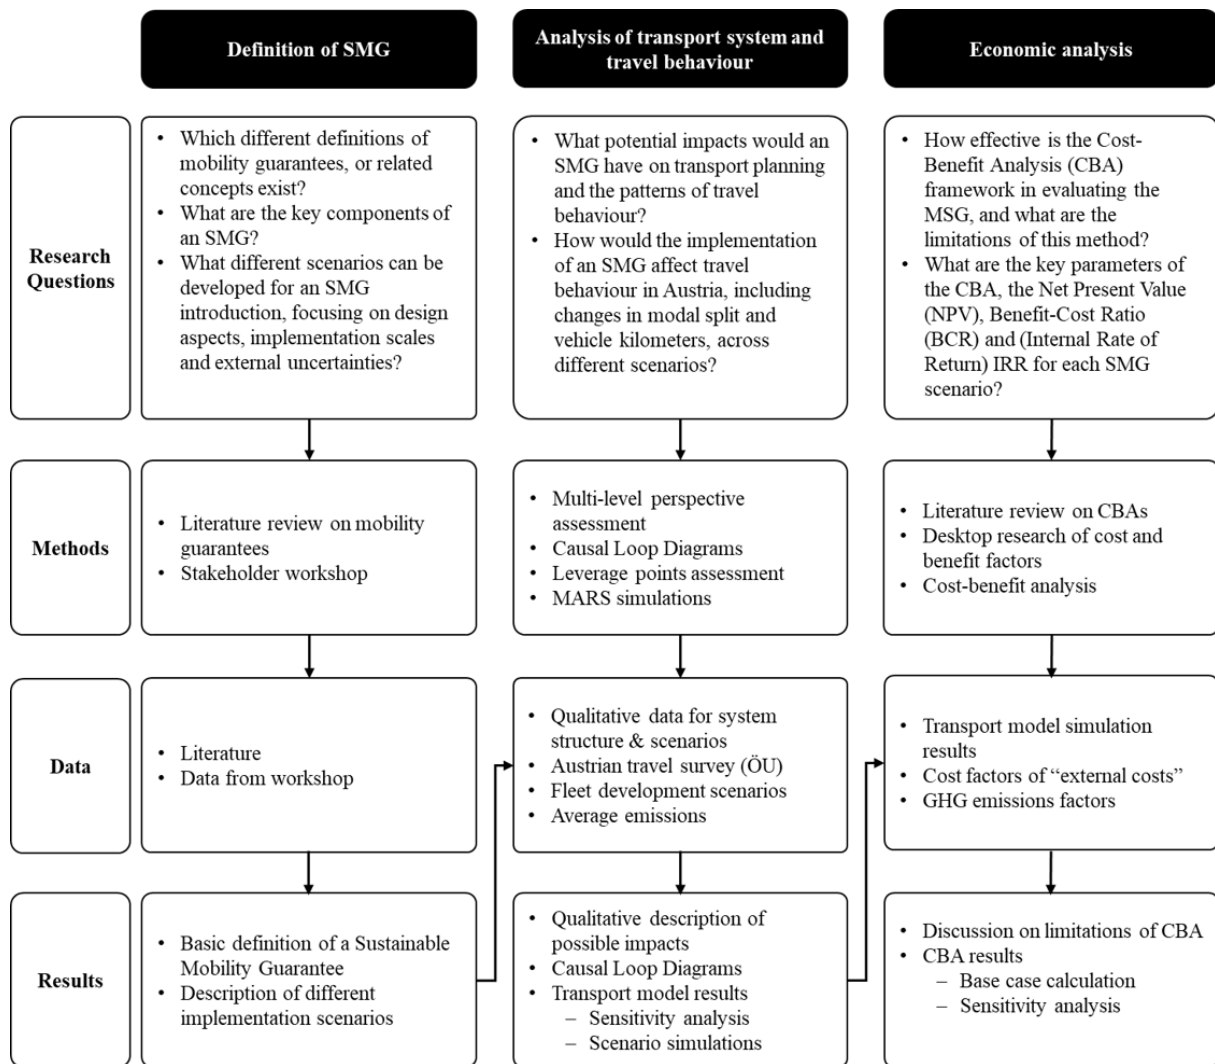 Definition of SMG
Analysis of transport system and
travel behaviour
Economic analysis
Research
Questions
• Which different definitions of
mobility guarantees, or related
concepts exist?
• What are the key components of
an SMG?
• What different scenarios can be
developed for an SMG
introduction, focusing on design
aspects, implementation scales
and external uncertainties?
• What potential impacts would an
SMG have on transport planning
and the patterns of travel
behaviour?
• How would the implementation
of an SMG affect travel
behaviour in Austria, including
changes in modal split and
vehicle kilometers, across
different scenarios?
• How effective is the Cost-
Benefit Analysis (CBA)
framework in evaluating the
MSG, and what are the
limitations of this method?
• What are the key parameters of
the CBA, the Net Present Value
(NPV), Benefit-Cost Ratio
(BCR) and (Internal Rate of
Return) IRR for each SMG
scenario?
Methods
• Literature review on mobility
guarantees
• Stakeholder workshop
• Multi-level perspective
assessment
• Causal Loop Diagrams
• Leverage points assessment
• MARS simulations
• Literature review on CBAs
• Desktop research of cost and
benefit factors
• Cost-benefit analysis
Data
• Literature
• Data from workshop
• Qualitative data for system
structure & scenarios
• Austrian travel survey (ÖU)
• Fleet development scenarios
• Average emissions
• Transport model simulation
results
• Cost factors of “external costs”
• GHG emissions factors
Results
• Basic definition of a Sustainable
Mobility Guarantee
• Description of different
implementation scenarios
• Qualitative description of
possible impacts
• Causal Loop Diagrams
• Transport model results
– Sensitivity analysis
– Scenario simulations
• Discussion on limitations of CBA
• CBA results
– Base case calculation
– Sensitivity analysis